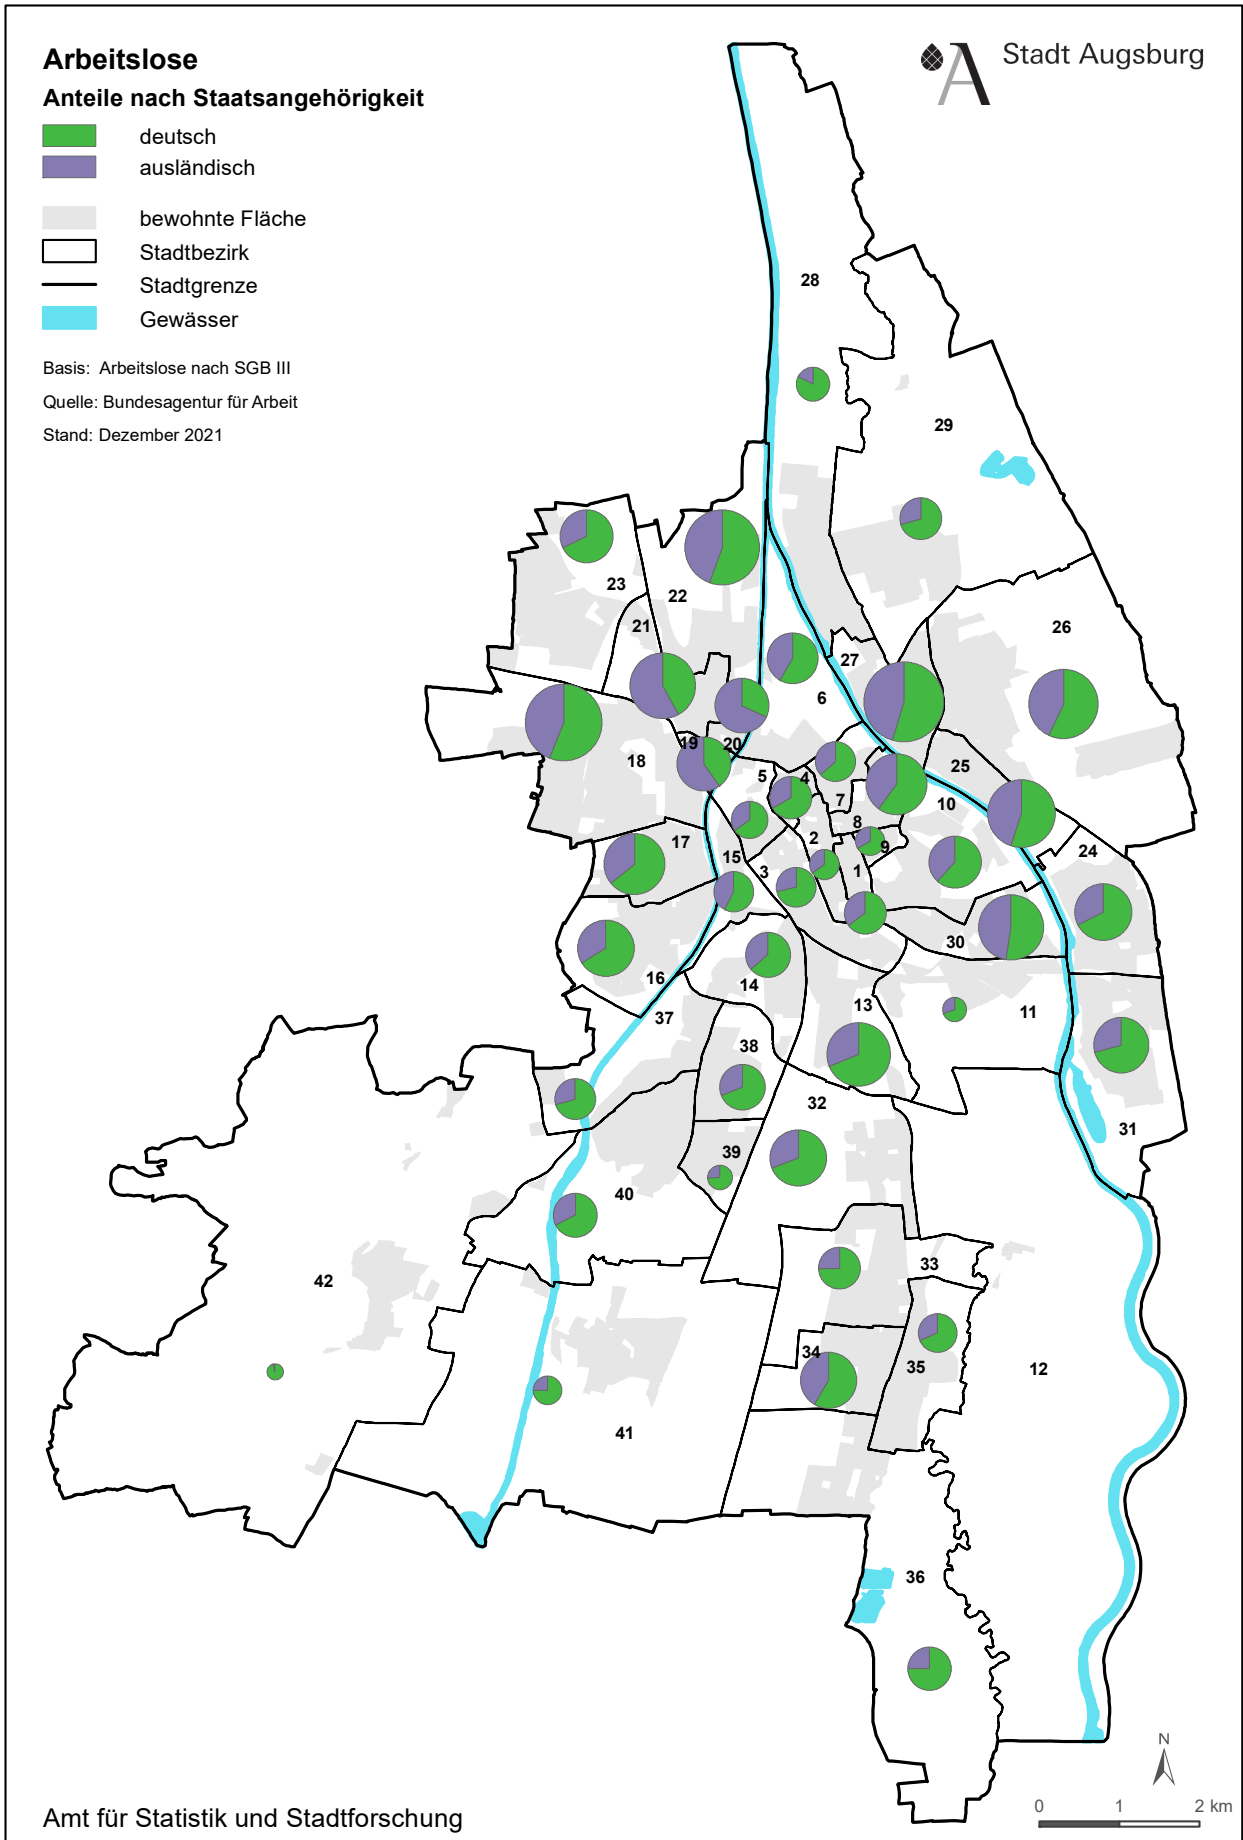 Arbeitslose
Anteile nach Staatsangehörigkeit
deutsch
ausländisch
bewohnte Fläche
Stadtbezirk
Stadtgrenze
Gewässer
Basis: Arbeitslose nach SGB III
Quelle: Bundesagentur für Arbeit
Stand: Dezember 2021
A Stadt Augsburg
28
29
23
22
21
26
27
6
19
20
18
5
4
25
7
10
8
2
17
9
24
15
3
1
30
16
14
13
11
37
38
32
31
39
40
33
42
34
35
12
41
36
N
0 1 2 km
Amt für Statistik und Stadtforschung